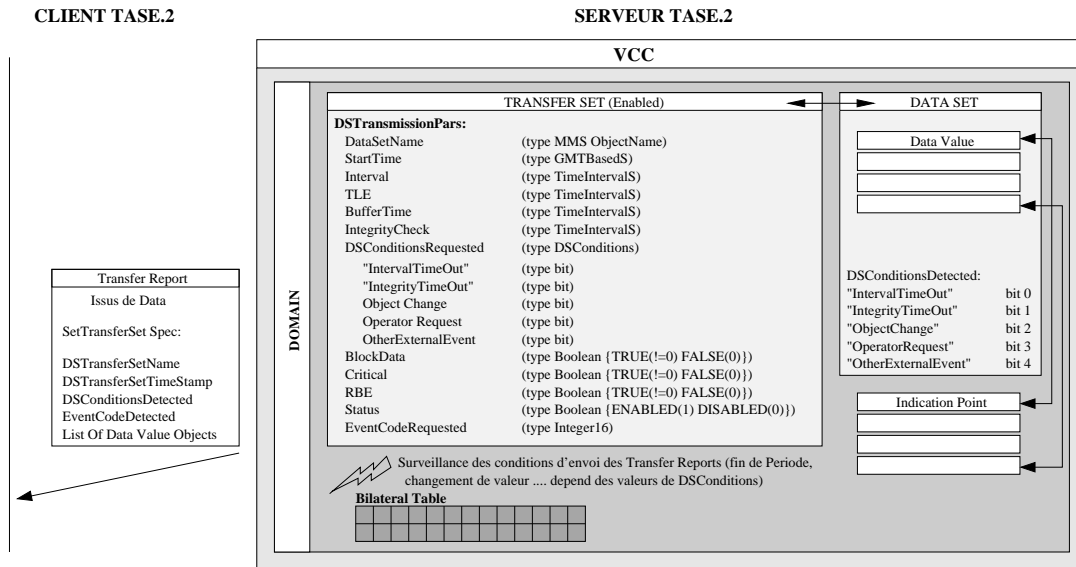 CLIENT TASE.2
SERVEUR TASE.2
VCC
DOMAIN
TRANSFER SET (Enabled)
DSTransmissionPars:
DataSetName (type MMS ObjectName)
StartTime (type GMTBasedS)
Interval (type TimeIntervalS)
TLE (type TimeIntervalS)
BufferTime (type TimeIntervalS)
IntegrityCheck (type TimeIntervalS)
DSConditionsRequested (type DSConditions)
"IntervalTimeOut" (type bit)
"IntegrityTimeOut" (type bit)
Object Change (type bit)
Operator Request (type bit)
OtherExternalEvent (type bit)
BlockData (type Boolean {TRUE(!=0) FALSE(0)})
Critical (type Boolean {TRUE(!=0) FALSE(0)})
RBE (type Boolean {TRUE(!=0) FALSE(0)})
Status (type Boolean {ENABLED(1) DISABLED(0)})
EventCodeRequested (type Integer16)
DATA SET
Data Value
DSConditionsDetected:
"IntervalTimeOut" bit 0
"IntegrityTimeOut" bit 1
"ObjectChange" bit 2
"OperatorRequest" bit 3
"OtherExternalEvent" bit 4
Indication Point
Transfer Report
Issus de Data
SetTransferSet Spec:
DSTransferSetName
DSTransferSetTimeStamp
DSConditionsDetected
EventCodeDetected
List Of Data Value Objects
Surveillance des conditions d'envoi des Transfer Reports (fin de Periode,
changement de valeur .... depend des valeurs de DSConditions)
Bilateral Table